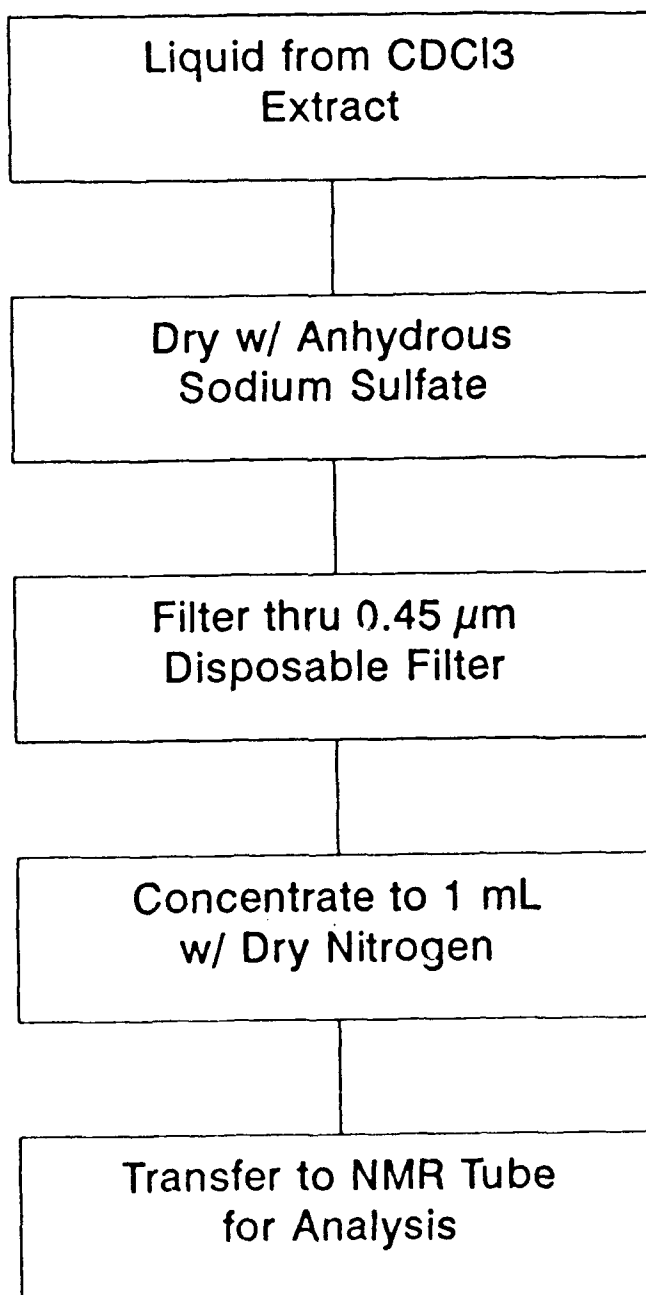 Liquid from CDCl3
Extract
Dry w/ Anhydrous
Sodium Sulfate
Filter thru 0.45 µm
Disposable Filter
Concentrate to 1 mL
w/ Dry Nitrogen
Transfer to NMR Tube
for Analysis